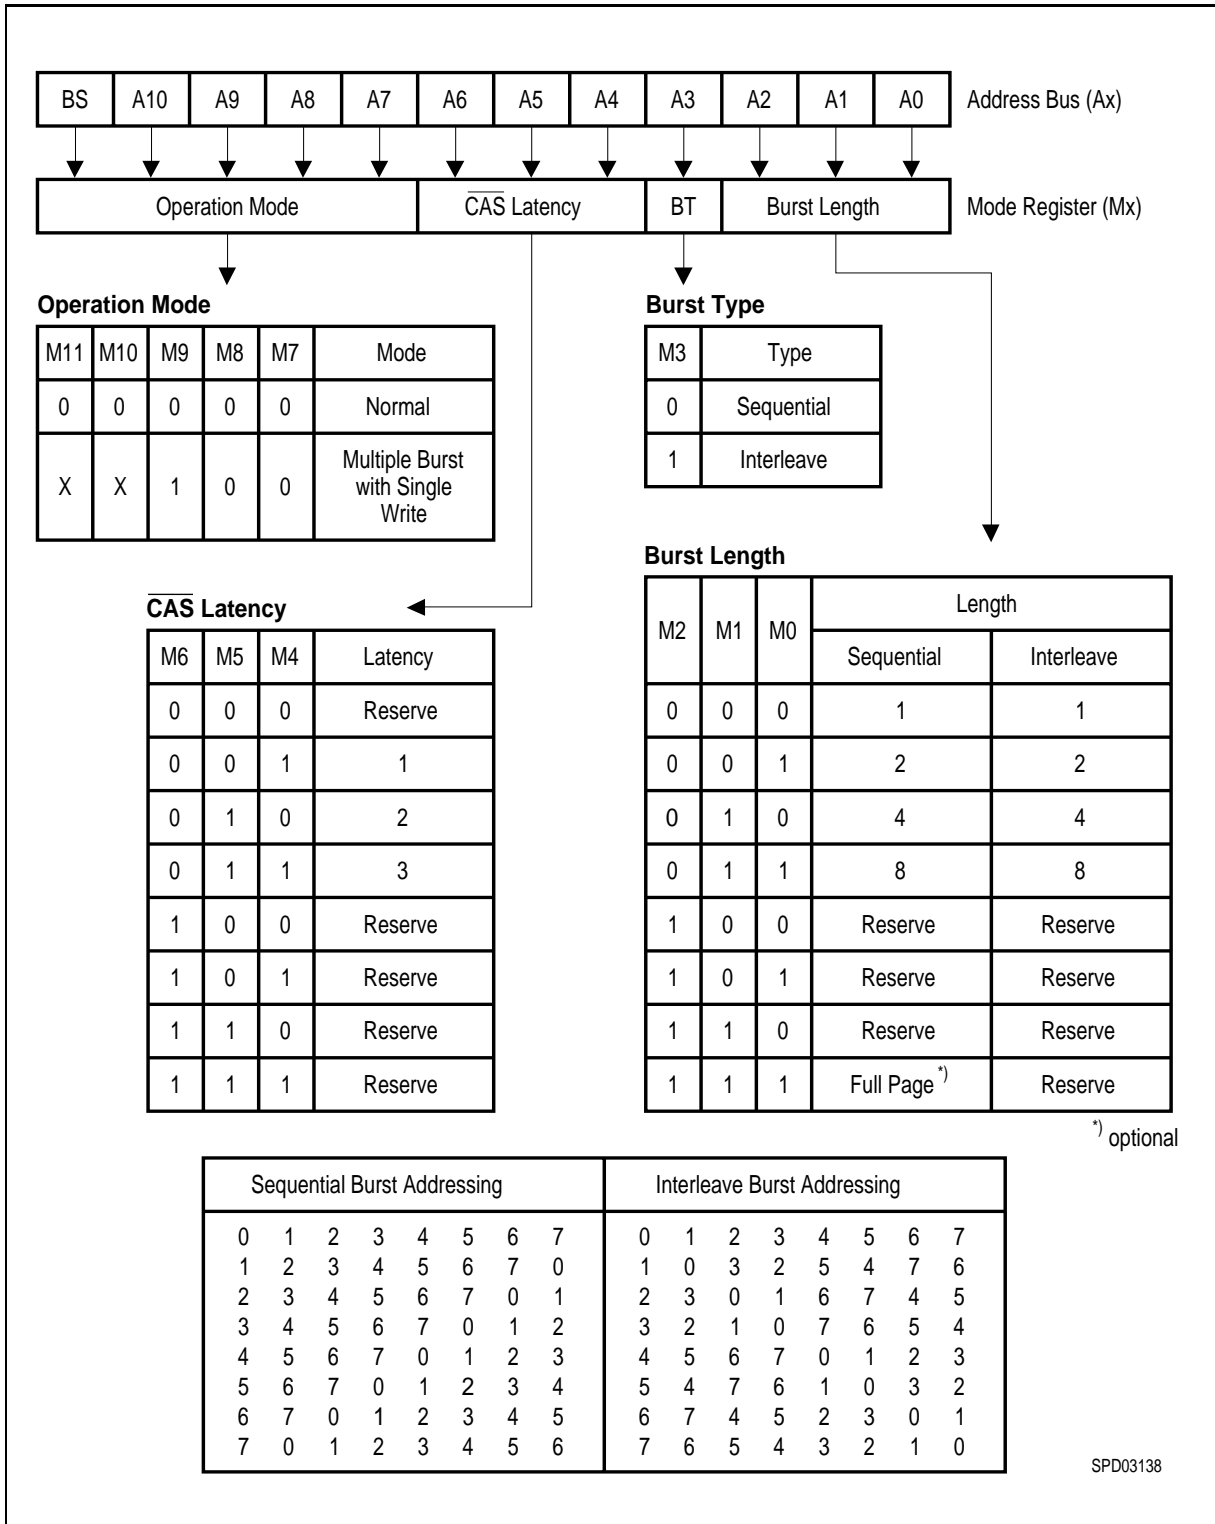 BS A10 A9 A8 A7 A6 A5 A4 A3 A2 A1 A0 Address Bus (Ax)
Operation Mode CAS Latency BT Burst Length Mode Register (Mx)
Operation Mode
M11 M10 M9 M8 M7 Mode
0 0 0 0 0 Normal
X X 1 0 0 Multiple Burst
with Single
Write
Burst Type
M3 Type
0 Sequential
1 Interleave
CAS Latency
M6 M5 M4 Latency
0 0 0 Reserve
0 0 1 1
0 1 0 2
0 1 1 3
1 0 0 Reserve
1 0 1 Reserve
1 1 0 Reserve
1 1 1 Reserve
Burst Length
M2 M1 M0 Length
Sequential Interleave
0 0 0 1 1
0 0 1 2 2
0 1 0 4 4
0 1 1 8 8
1 0 0 Reserve Reserve
1 0 1 Reserve Reserve
1 1 0 Reserve Reserve
1 1 1 Full Page *) Reserve
*) optional
Sequential Burst Addressing Interleave Burst Addressing
0 1 2 3 4 5 6 7 0 1 2 3 4 5 6 7
1 2 3 4 5 6 7 0 1 0 3 2 5 4 7 6
2 3 4 5 6 7 0 1 2 3 0 1 6 7 4 5
3 4 5 6 7 0 1 2 3 2 1 0 7 6 5 4
4 5 6 7 0 1 2 3 4 5 6 7 0 1 2 3
5 6 7 0 1 2 3 4 5 4 7 6 1 0 3 2
6 7 0 1 2 3 4 5 6 7 4 5 2 3 0 1
7 0 1 2 3 4 5 6 7 6 5 4 3 2 1 0
SPD03138